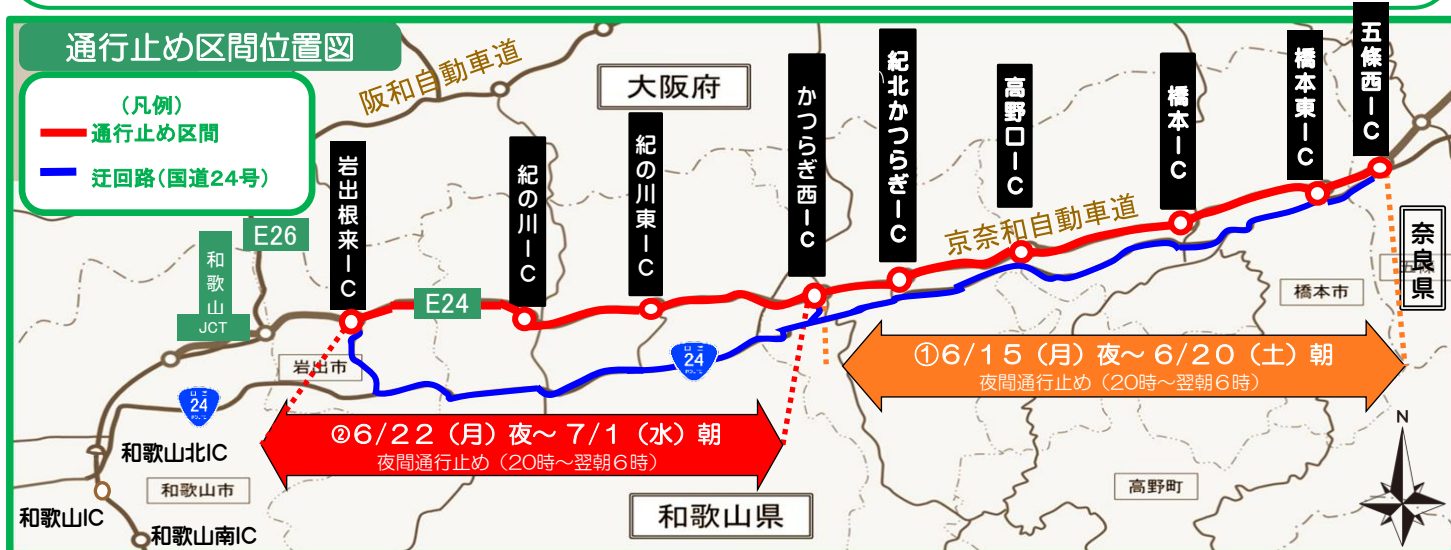 通行止め区間位置図
(凡例)
通行止め区間
迂回路(国道24号)
阪和自動車道
大阪府
岩出根来IC
紀の川IC
紀の川東IC
かつらぎ西IC
紀北かつらぎIC
高野口IC
橋本IC
橋本東IC
五條西IC
京奈和自動車道
奈良県
E26
和歌山
JCT
E24
橋本市
岩出市
24
24
①6/15(月)夜~6/20(土)朝
夜間通行止め(20時~翌朝6時)
②6/22(月)夜~7/1(水)朝
夜間通行止め(20時~翌朝6時)
和歌山北IC
和歌山市
和歌山IC
和歌山南IC
和歌山県
高野町
N